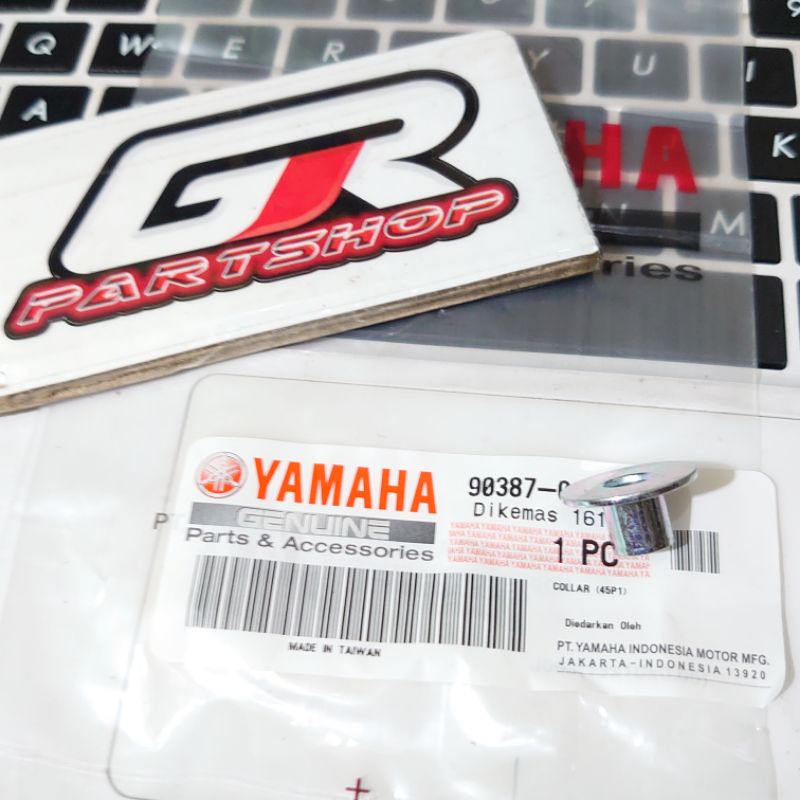 Q W E R Y U I
A K
N M
GR
PARTSHOP
HA
ries
YAMAHA
GENUINE
Parts & Accessories
90387-
Dikemas 161
1 PC
COLLAR (45P1)
MADE IN TAIWAN
Diedarkan Oleh
PT. YAMAHA INDONESIA MOTOR MFG.
JAKARTA-INDONESIA 13920